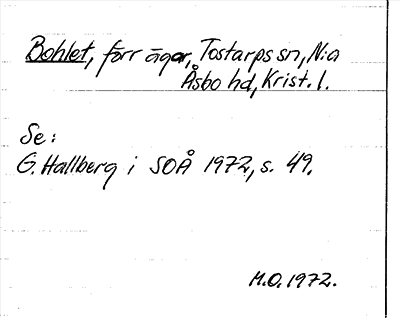 Bohlet, förr ägor, Tostarps sn, N:a
Åsbo hd, Krist. l.
Se:
G. Hallberg i SOÅ 1972, s. 49.
M.O. 1972.